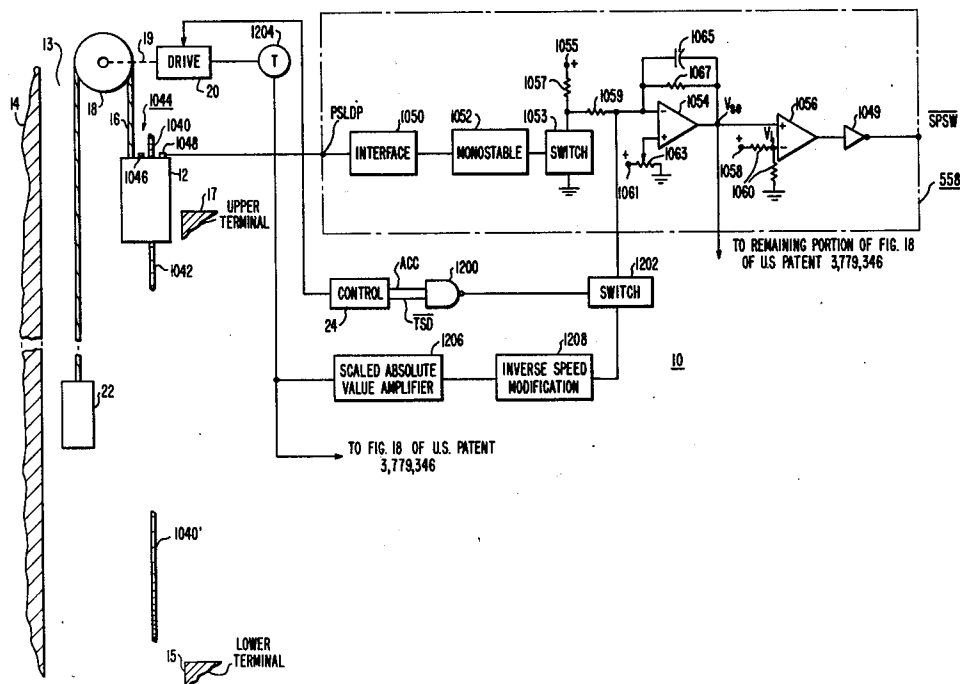 1204
13
19
DRIVE
T
20
18
14
16
1044
1040
1048
12
1046
17
UPPER
TERMINAL
1042
PSLDP
1050
INTERFACE
1052
MONOSTABLE
1053
SWITCH
1055
+
1057
1059
1065
1067
1054
+
1061
1063
V_SD
V_1
+
1058
1060
1056
1049
SPSW
558
TO REMAINING PORTION OF FIG. 18
OF U.S. PATENT 3,779,346
CONTROL
24
ACC
TSD
1200
1202
SWITCH
1206
SCALED ABSOLUTE
VALUE AMPLIFIER
1208
INVERSE SPEED
MODIFICATION
10
22
TO FIG. 18 OF U.S. PATENT
3,779,346
1040'
15
LOWER
TERMINAL